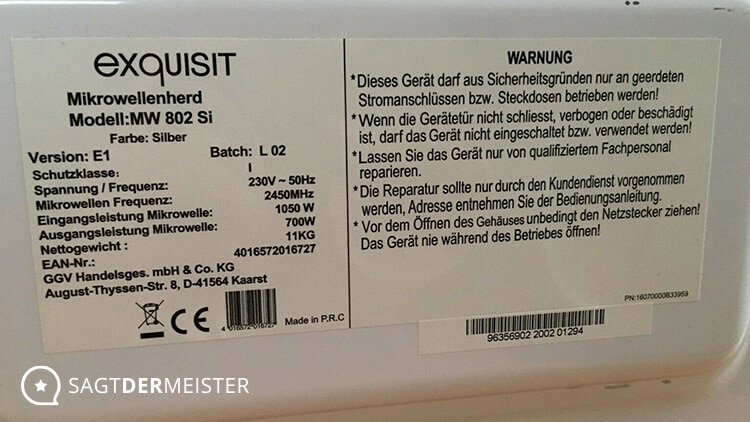 exquisit
Mikrowellenherd
Modell:MW 802 Si
Farbe: Silber
Version: E1 Batch: L 02
Schutzklasse: I
Spannung / Frequenz: 230V ~ 50Hz
Mikrowellen Frequenz: 2450MHz
Eingangsleistung Mikrowelle: 1050 W
Ausgangsleistung Mikrowelle: 700W
Nettogewicht : 11KG
EAN-Nr.: 4016572016727
GGV Handelsges. mbH & Co. KG
August-Thyssen-Str. 8, D-41564 Kaarst
CE
4 016572 016727
Made in P.R.C
WARNUNG
*Dieses Gerät darf aus Sicherheitsgründen nur an geerdeten
Stromanschlüssen bzw. Steckdosen betrieben werden!
*Wenn die Gerätetür nicht schliesst, verbogen oder beschädigt
ist, darf das Gerät nicht eingeschaltet bzw. verwendet werden!
*Lassen Sie das Gerät nur von qualifiziertem Fachpersonal
reparieren.
*Die Reparatur sollte nur durch den Kundendienst vorgenommen
werden, Adresse entnehmen Sie der Bedienungsanleitung.
* Vor dem Öffnen des Gehäuses unbedingt den Netzstecker ziehen!
Das Gerät nie während des Betriebes öffnen!
PN:16070000B33959
96356902 2002 01294
SAGTDERMEISTER